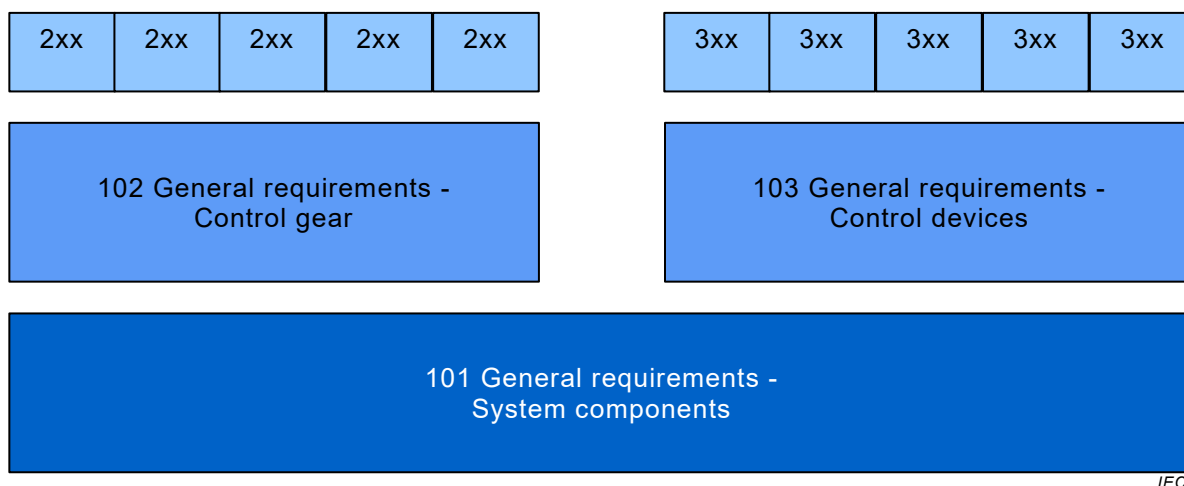 2xx 2xx 2xx 2xx 2xx 3xx 3xx 3xx 3xx 3xx
102 General requirements -
Control gear
103 General requirements -
Control devices
101 General requirements -
System components
IEC